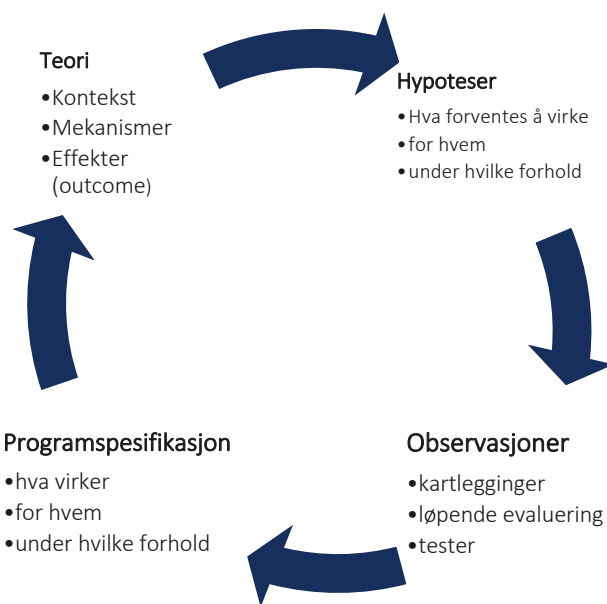 Teori
•Kontekst
•Mekanismer
•Effekter
(outcome)
Hypoteser
•Hva forventes å virke
•for hvem
•under hvilke forhold
Observasjoner
•kartlegginger
•løpende evaluering
•tester
Programspesifikasjon
•hva virker
•for hvem
•under hvilke forhold